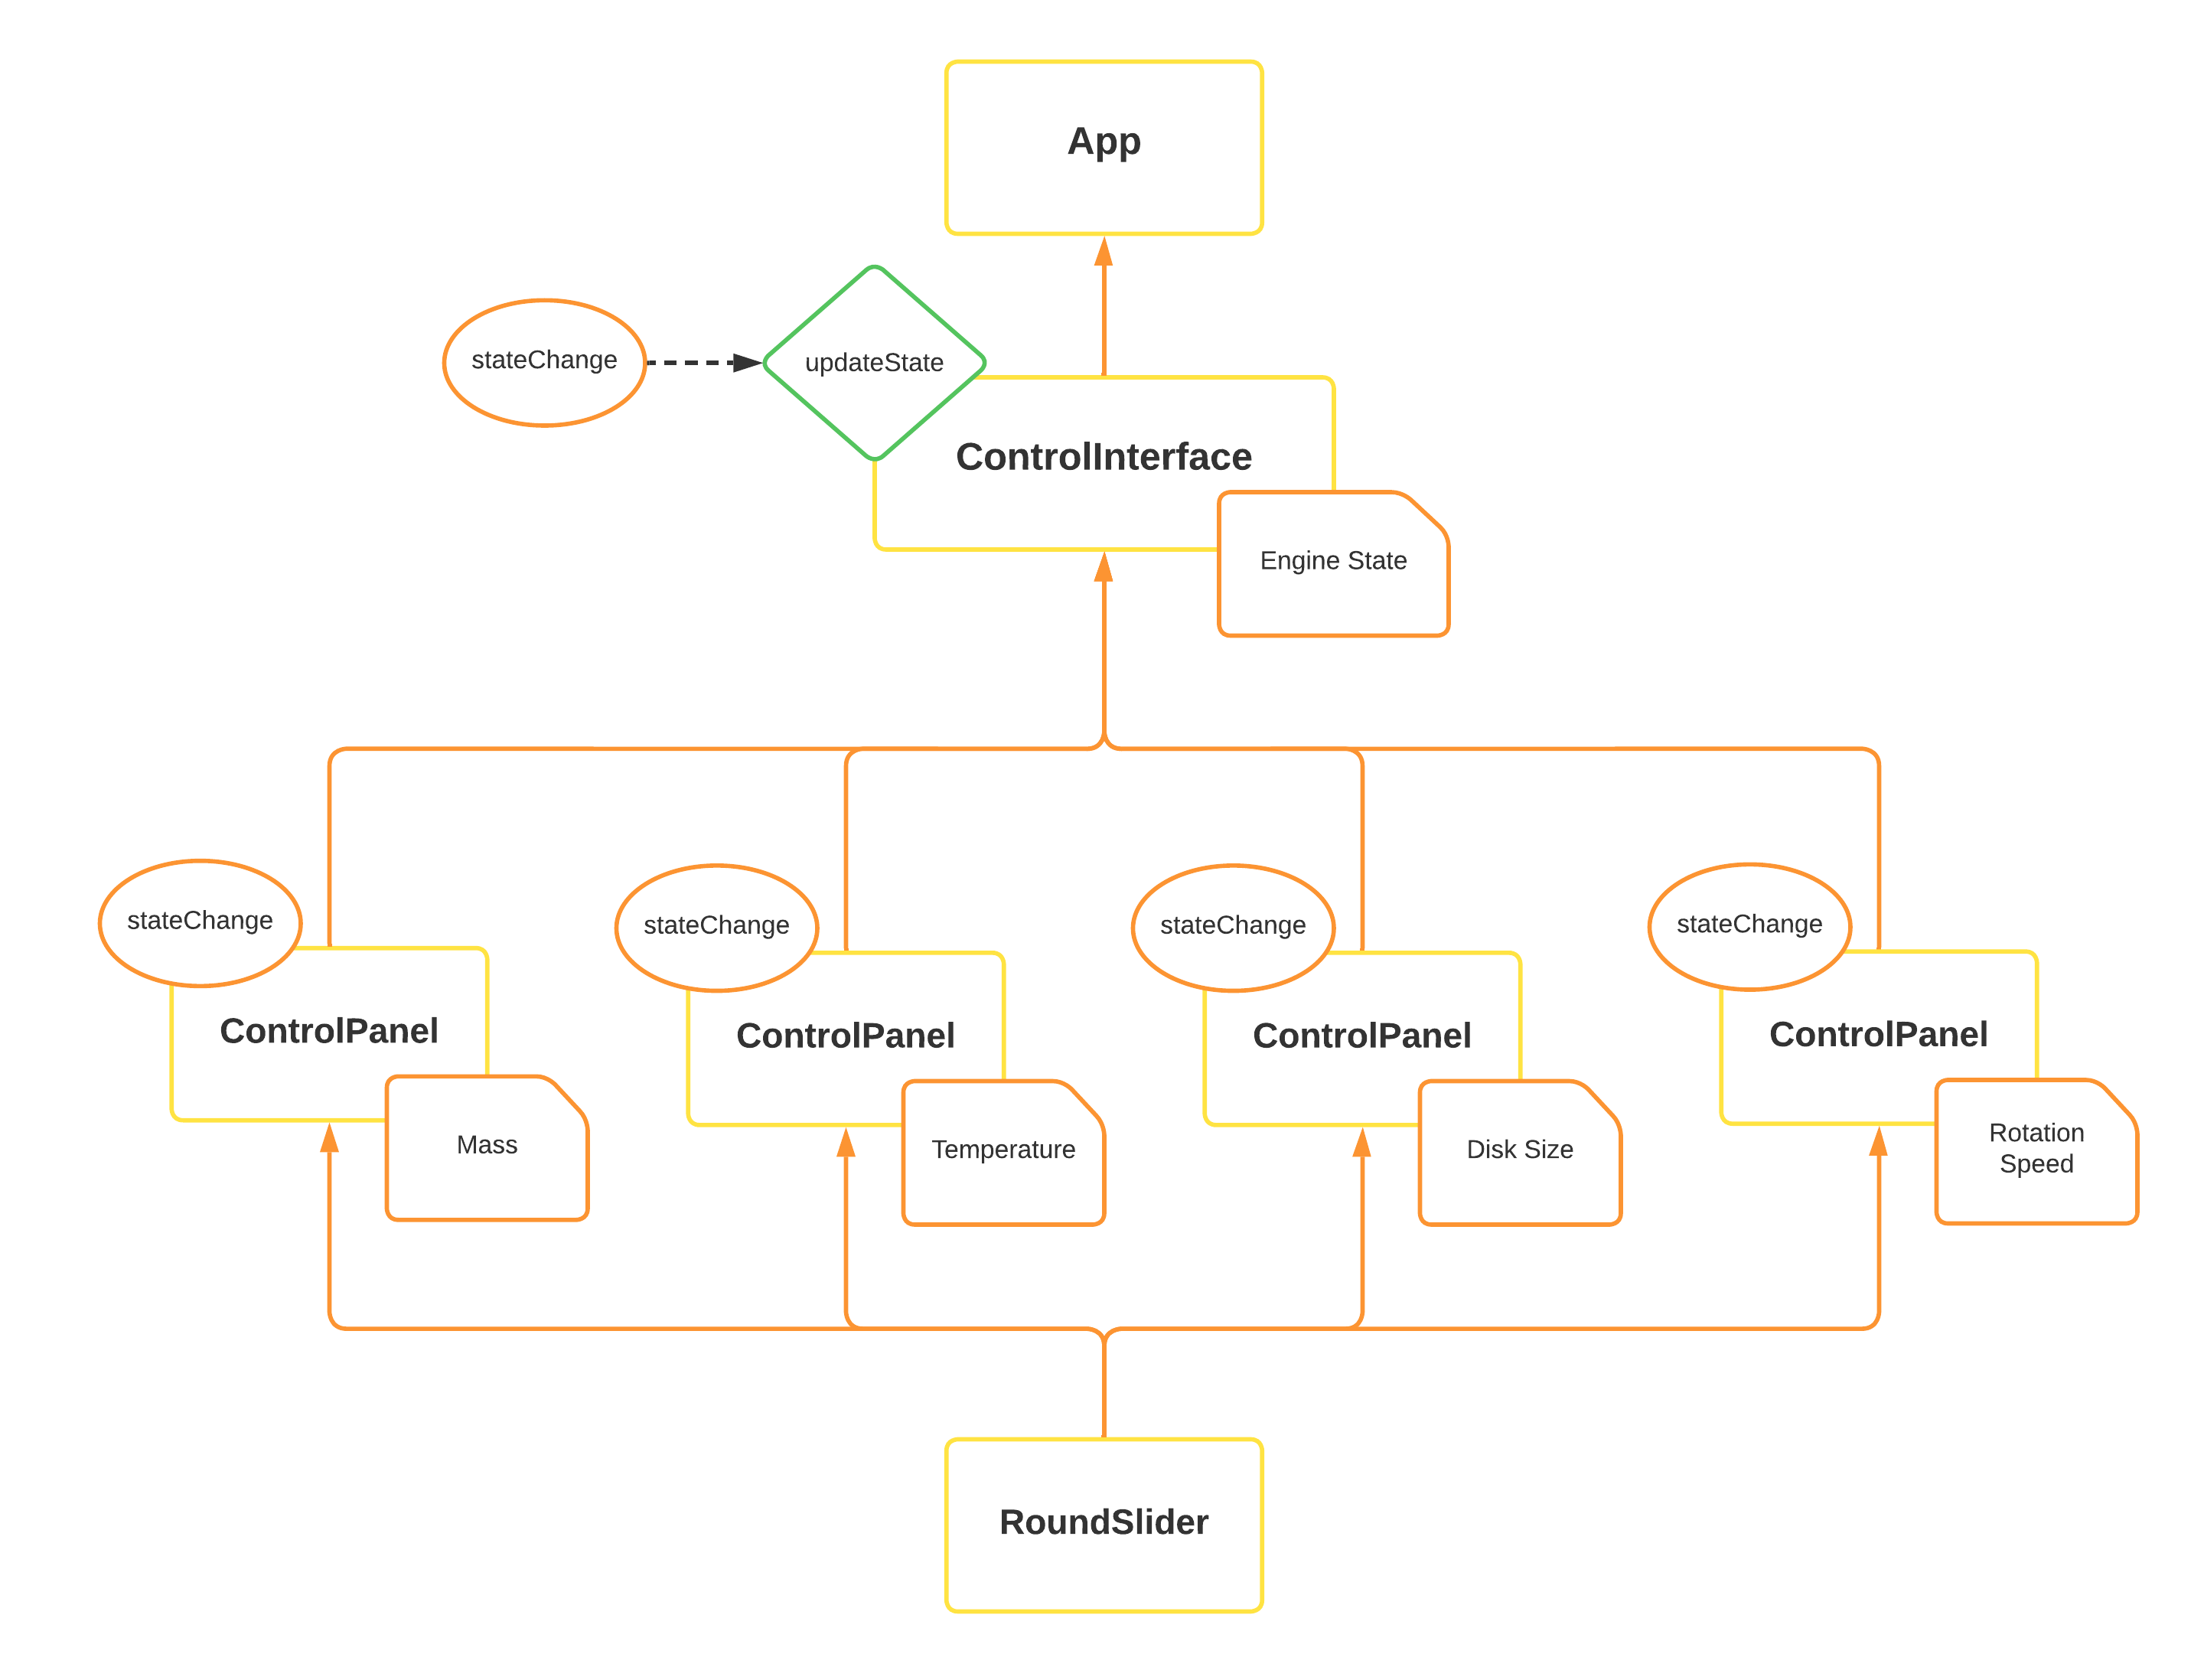 App
stateChange
updateState
ControlInterface
Engine State
stateChange
stateChange
stateChange
stateChange
ControlPanel
ControlPanel
ControlPanel
ControlPanel
Mass
Temperature
Disk Size
Rotation
Speed
RoundSlider